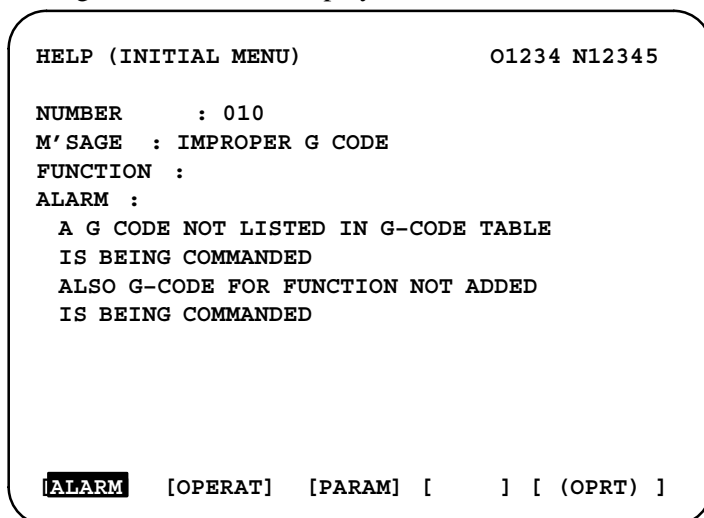 HELP (INITIAL MENU) O1234 N12345
NUMBER : 010
M'SAGE : IMPROPER G CODE
FUNCTION :
ALARM :
A G CODE NOT LISTED IN G-CODE TABLE
IS BEING COMMANDED
ALSO G-CODE FOR FUNCTION NOT ADDED
IS BEING COMMANDED
[ALARM [OPERAT] [PARAM] [ ] [ (OPRT) ]